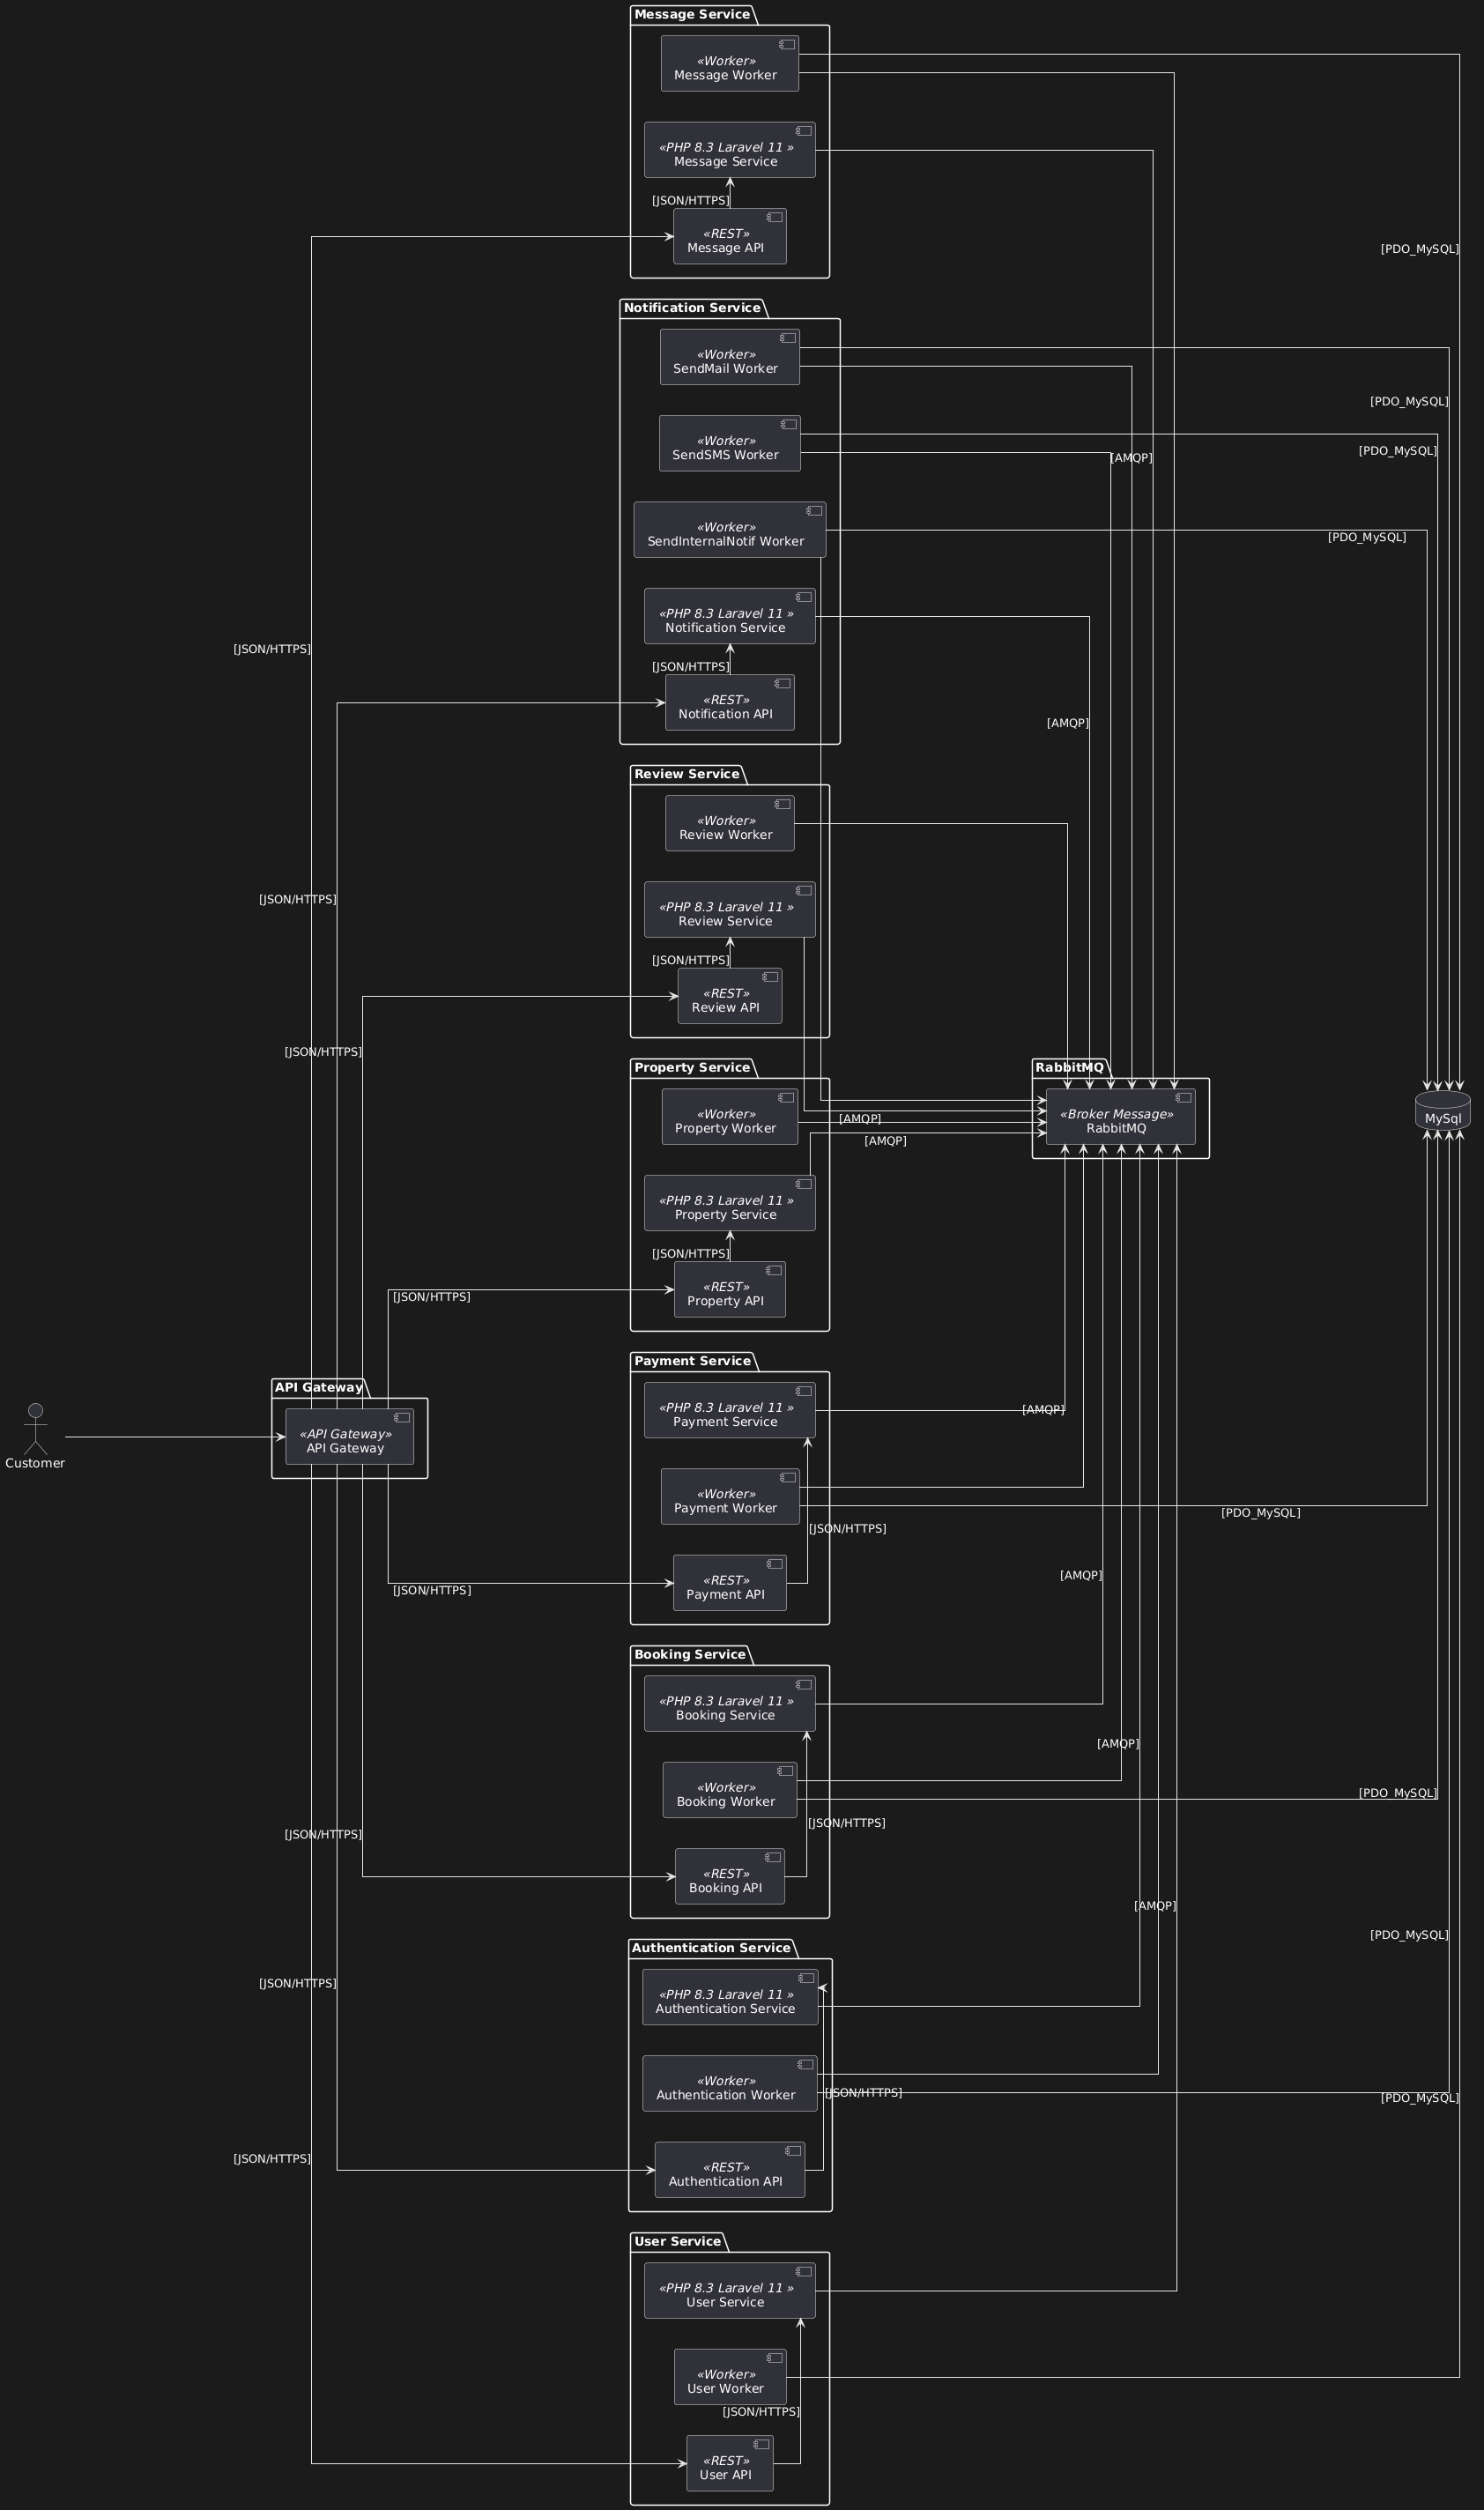 Message Service
«Worker»
Message Worker
«PHP 8.3 Laravel 11 »
Message Service
[JSON/HTTPS]
«REST»
Message API
[PDO_MySQL]
Notification Service
«Worker»
SendMail Worker
[PDO_MySQL]
«Worker»
SendSMS Worker
[AMQP]
[PDO_MySQL]
«Worker»
SendInternalNotif Worker
[PDO_MySQL]
«PHP 8.3 Laravel 11 »
Notification Service
[JSON/HTTPS]
[JSON/HTTPS]
«REST»
Notification API
[AMQP]
Review Service
«Worker»
Review Worker
[JSON/HTTPS]
«PHP 8.3 Laravel 11 »
Review Service
[JSON/HTTPS]
«REST»
Review API
[JSON/HTTPS]
Property Service
RabbitMQ
«Worker»
Property Worker
[AMQP]
«Broker Message»
RabbitMQ
MySql
[AMQP]
«PHP 8.3 Laravel 11 »
Property Service
[JSON/HTTPS]
«REST»
Property API
[JSON/HTTPS]
Payment Service
API Gateway
«PHP 8.3 Laravel 11 »
Payment Service
[AMQP]
«API Gateway»
API Gateway
Customer
«Worker»
Payment Worker
[PDO_MySQL]
[JSON/HTTPS]
[AMQP]
«REST»
Payment API
[JSON/HTTPS]
Booking Service
«PHP 8.3 Laravel 11 »
Booking Service
[AMQP]
«Worker»
Booking Worker
[PDO_MySQL]
[JSON/HTTPS]
[JSON/HTTPS]
«REST»
Booking API
[AMQP]
[PDO_MySQL]
Authentication Service
[JSON/HTTPS]
«PHP 8.3 Laravel 11 »
Authentication Service
«Worker»
Authentication Worker
[JSON/HTTPS]
[PDO_MySQL]
[JSON/HTTPS]
«REST»
Authentication API
User Service
«PHP 8.3 Laravel 11 »
User Service
«Worker»
User Worker
[JSON/HTTPS]
«REST»
User API